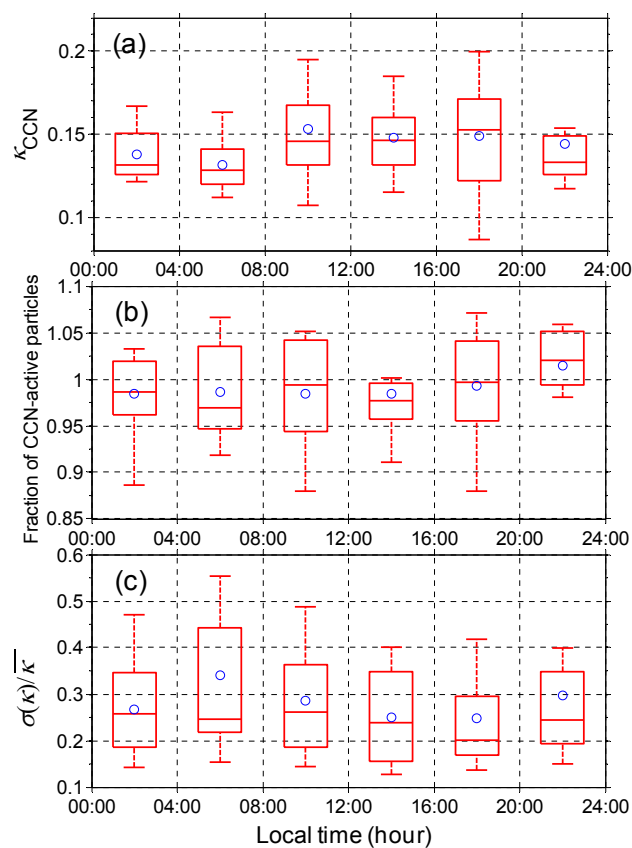 (a)
0.2
0.15
0.1
κCCN
00:00 04:00 08:00 12:00 16:00 20:00 24:00
(b)
1.1
1.05
1
0.95
0.9
0.85
Fraction of CCN-active particles
00:00 04:00 08:00 12:00 16:00 20:00 24:00
(c)
0.6
0.5
0.4
0.3
0.2
0.1
σ(κ)/κ̅
00:00 04:00 08:00 12:00 16:00 20:00 24:00
Local time (hour)